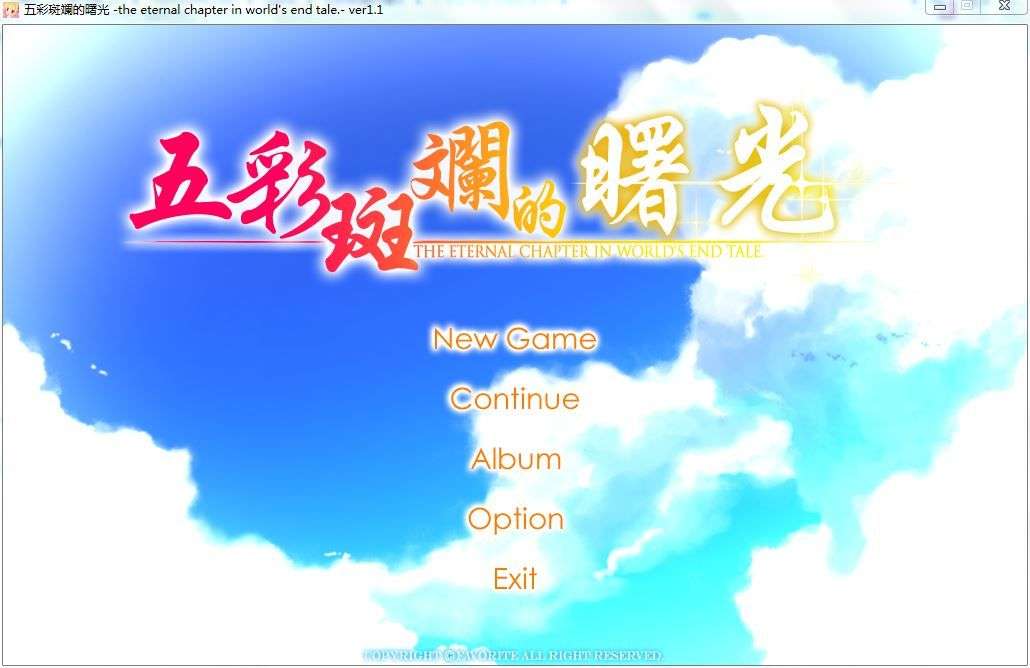 五彩斑斓的曙光 -the eternal chapter in world's end tale.- ver1.1
五彩斑斕的曙光
THE ETERNAL CHAPTER IN WORLD'S END TALE.
New Game
Continue
Album
Option
Exit
COPYRIGHT © FAVORITE ALL RIGHT RESERVED.